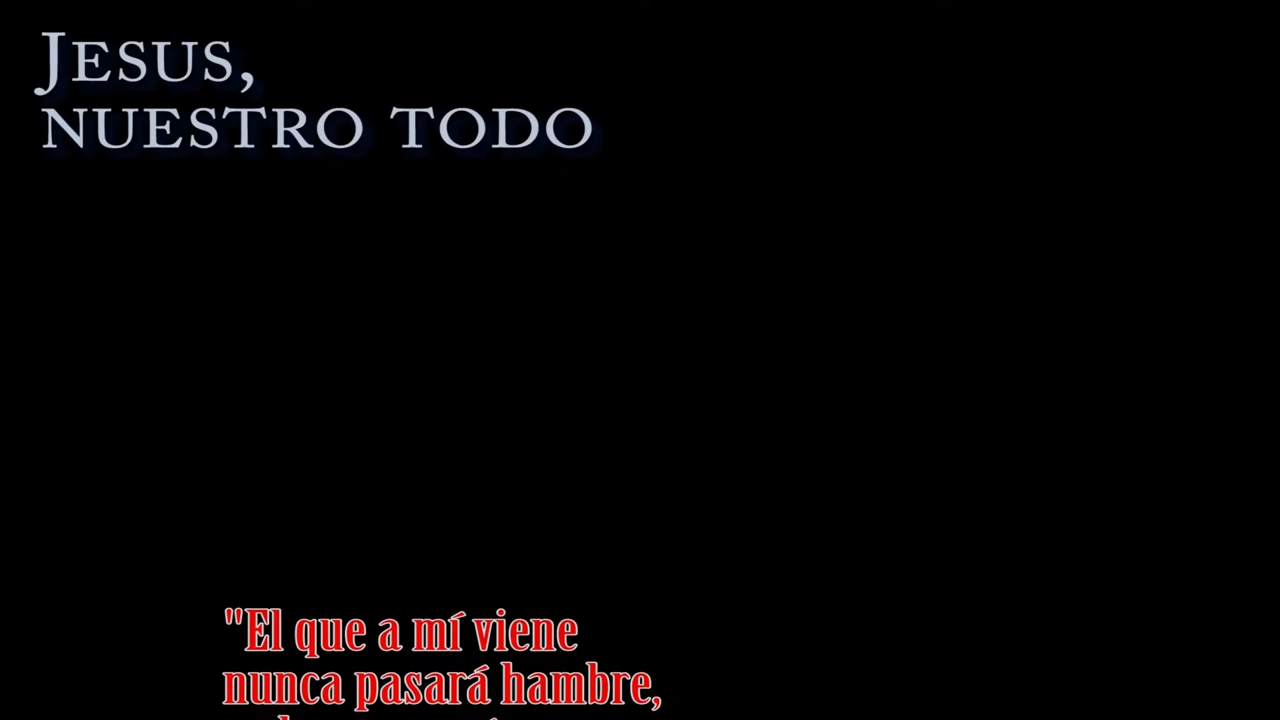 JESUS,
NUESTRO TODO
"El que a mí viene
nunca pasará hambre,